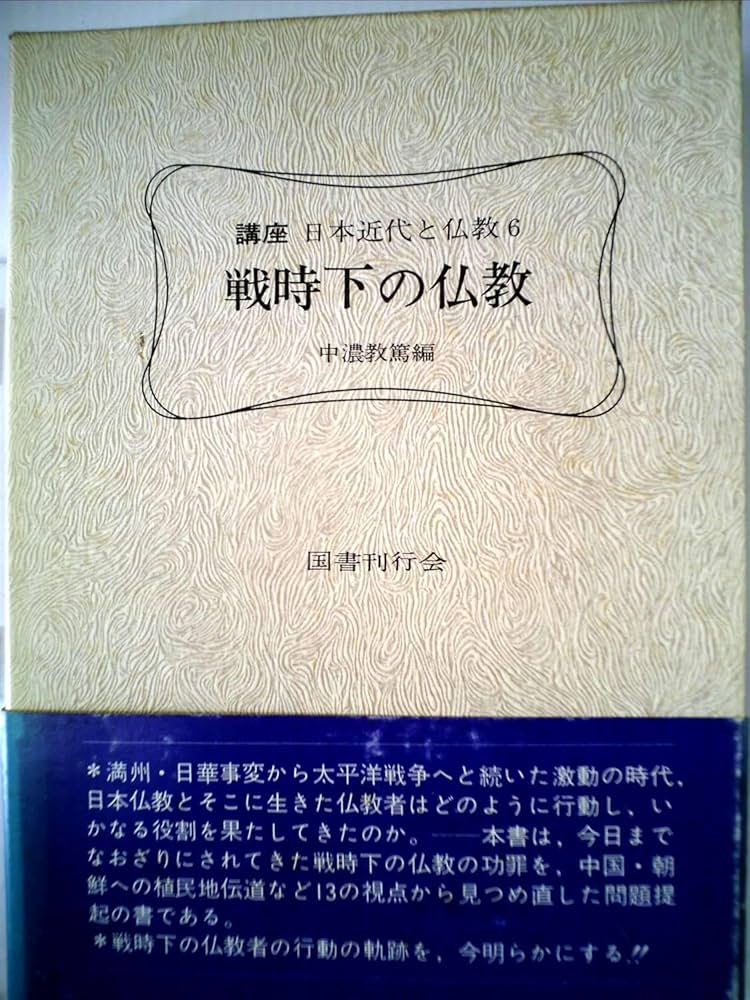 講座 日本近代と仏教6
戦時下の仏教
中濃教篤編
国書刊行会
＊満州・日華事変から太平洋戦争へと続いた激動の時代、
日本仏教とそこに生きた仏教者はどのように行動し、い
かなる役割を果たしてきたのか。——本書は、今日まで
なおざりにされてきた戦時下の仏教の功罪を、中国・朝
鮮への植民地伝道など13の視点から見つめ直した問題提
起の書である。
＊戦時下の仏教者の行動の軌跡を、今明らかにする!!